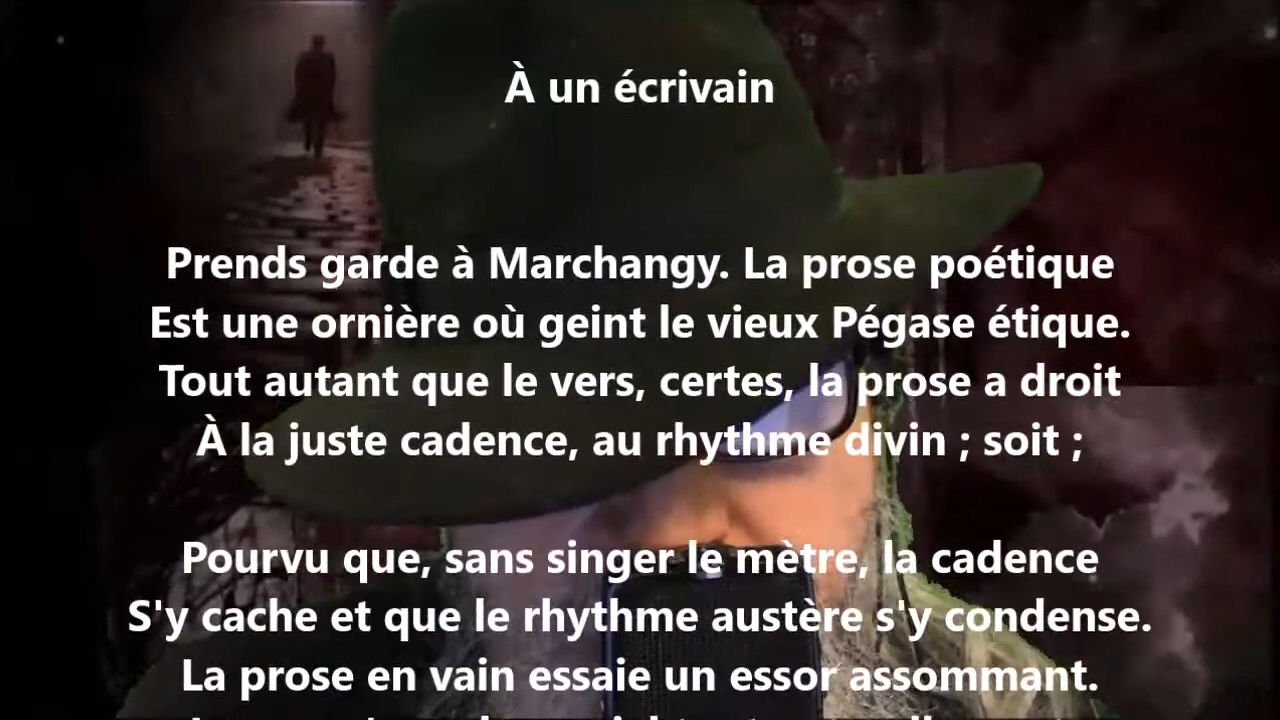 À un écrivain
Prends garde à Marchangy. La prose poétique
Est une ornière où geint le vieux Pégase étique.
Tout autant que le vers, certes, la prose a droit
À la juste cadence, au rhythme divin ; soit ;
Pourvu que, sans singer le mètre, la cadence
S'y cache et que le rhythme austère s'y condense.
La prose en vain essaie un essor assommant.